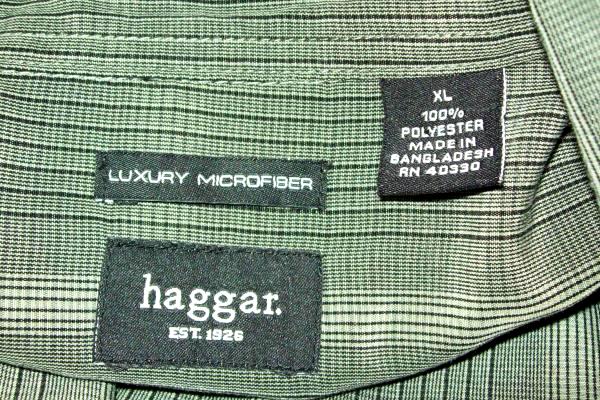 XL
100%
POLYESTER
MADE IN
BANGLADESH
RN 40330
LUXURY MICROFIBER
haggar.
EST. 1926